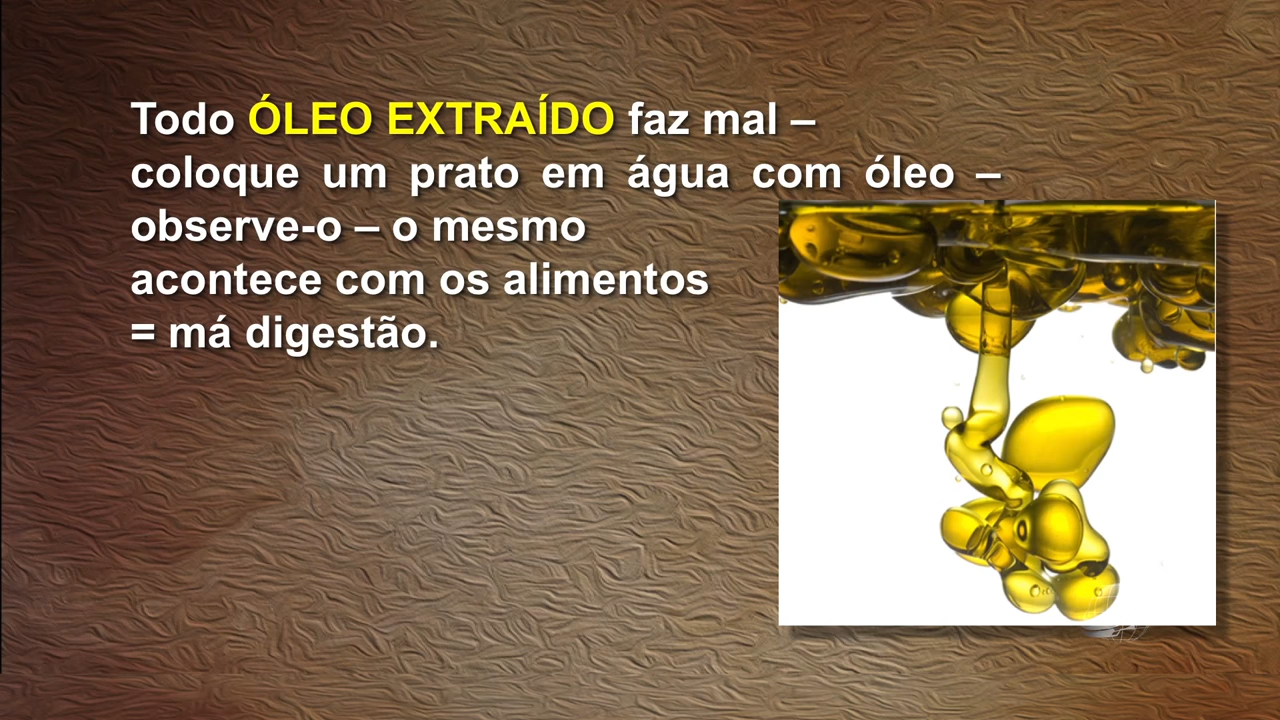 Todo ÓLEO EXTRAÍDO faz mal –
coloque um prato em água com óleo –
observe-o – o mesmo
acontece com os alimentos
= má digestão.